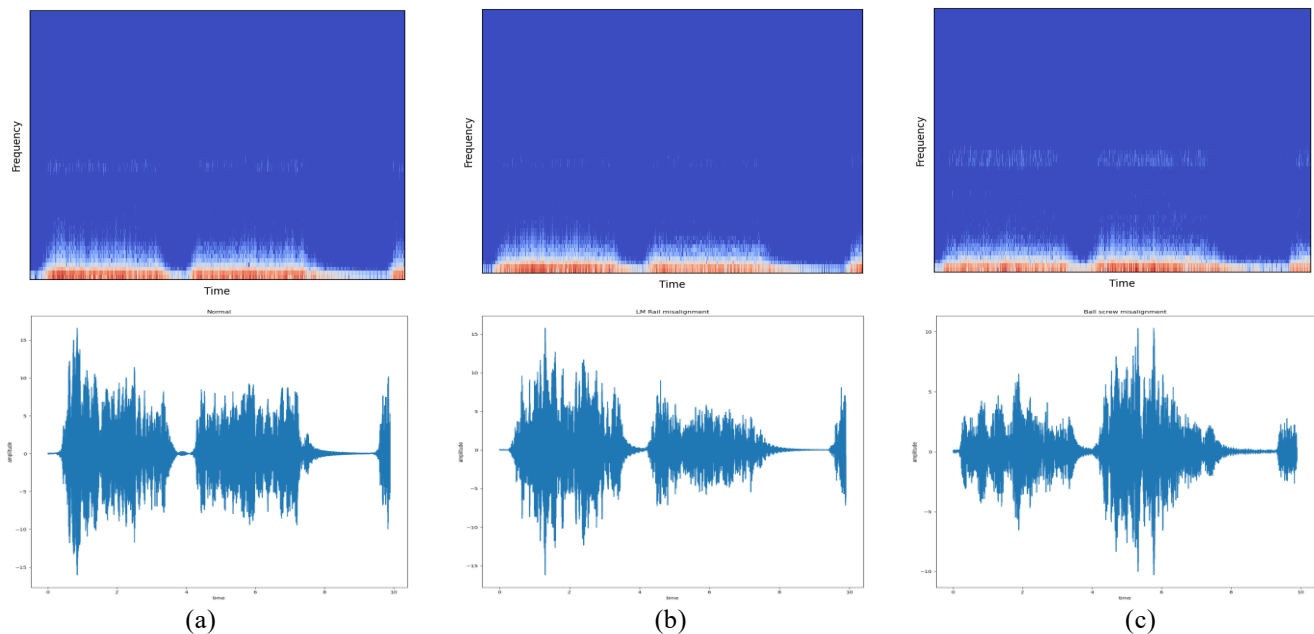 Frequency
Time
Frequency
Time
Frequency
Time
Normal
amplitude
15
10
5
0
−5
−10
−15
0
2
4
6
8
10
time
LM Rail misalignment
amplitude
15
10
5
0
−5
−10
−15
0
2
4
6
8
10
time
Ball screw misalignment
amplitude
10
5
0
−5
−10
0
2
4
6
8
10
time
(a)
(b)
(c)